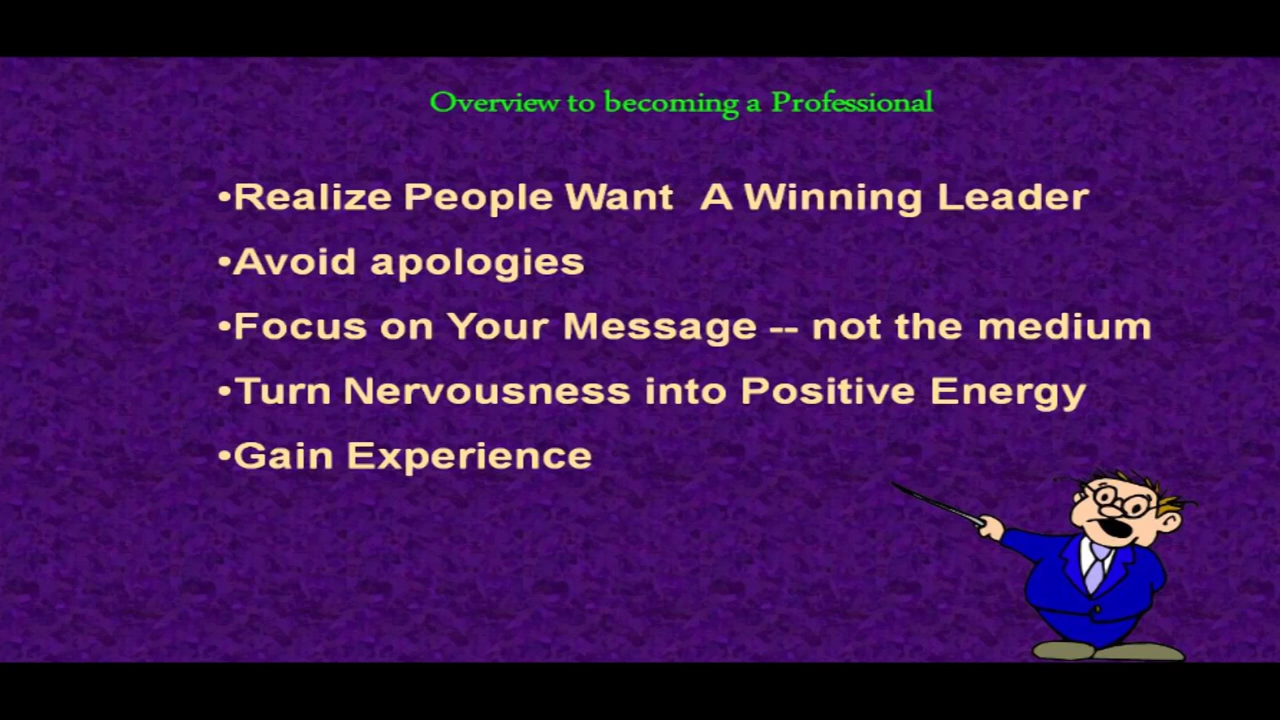 Overview to becoming a Professional
•Realize People Want  A Winning Leader
•Avoid apologies
•Focus on Your Message -- not the medium
•Turn Nervousness into Positive Energy
•Gain Experience